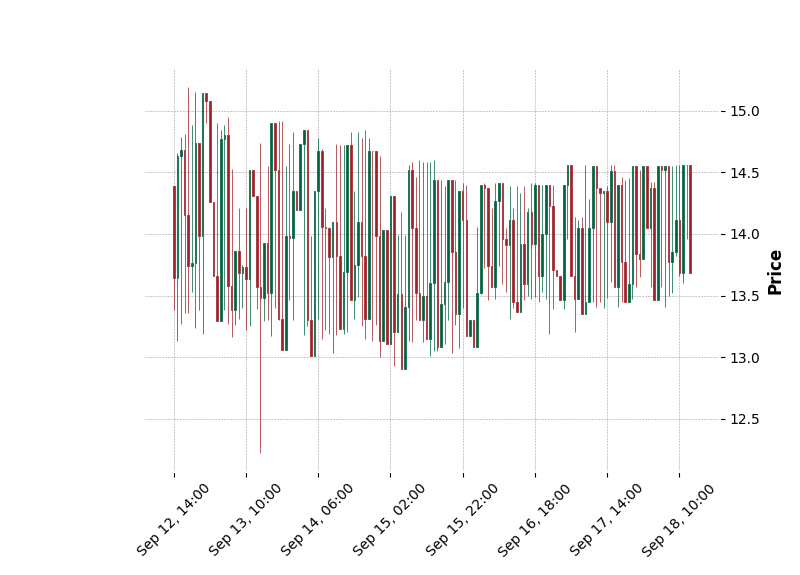 15.0
14.5
14.0
13.5
13.0
12.5
Price
Sep 12, 14:00
Sep 13, 10:00
Sep 14, 06:00
Sep 15, 02:00
Sep 15, 22:00
Sep 16, 18:00
Sep 17, 14:00
Sep 18, 10:00